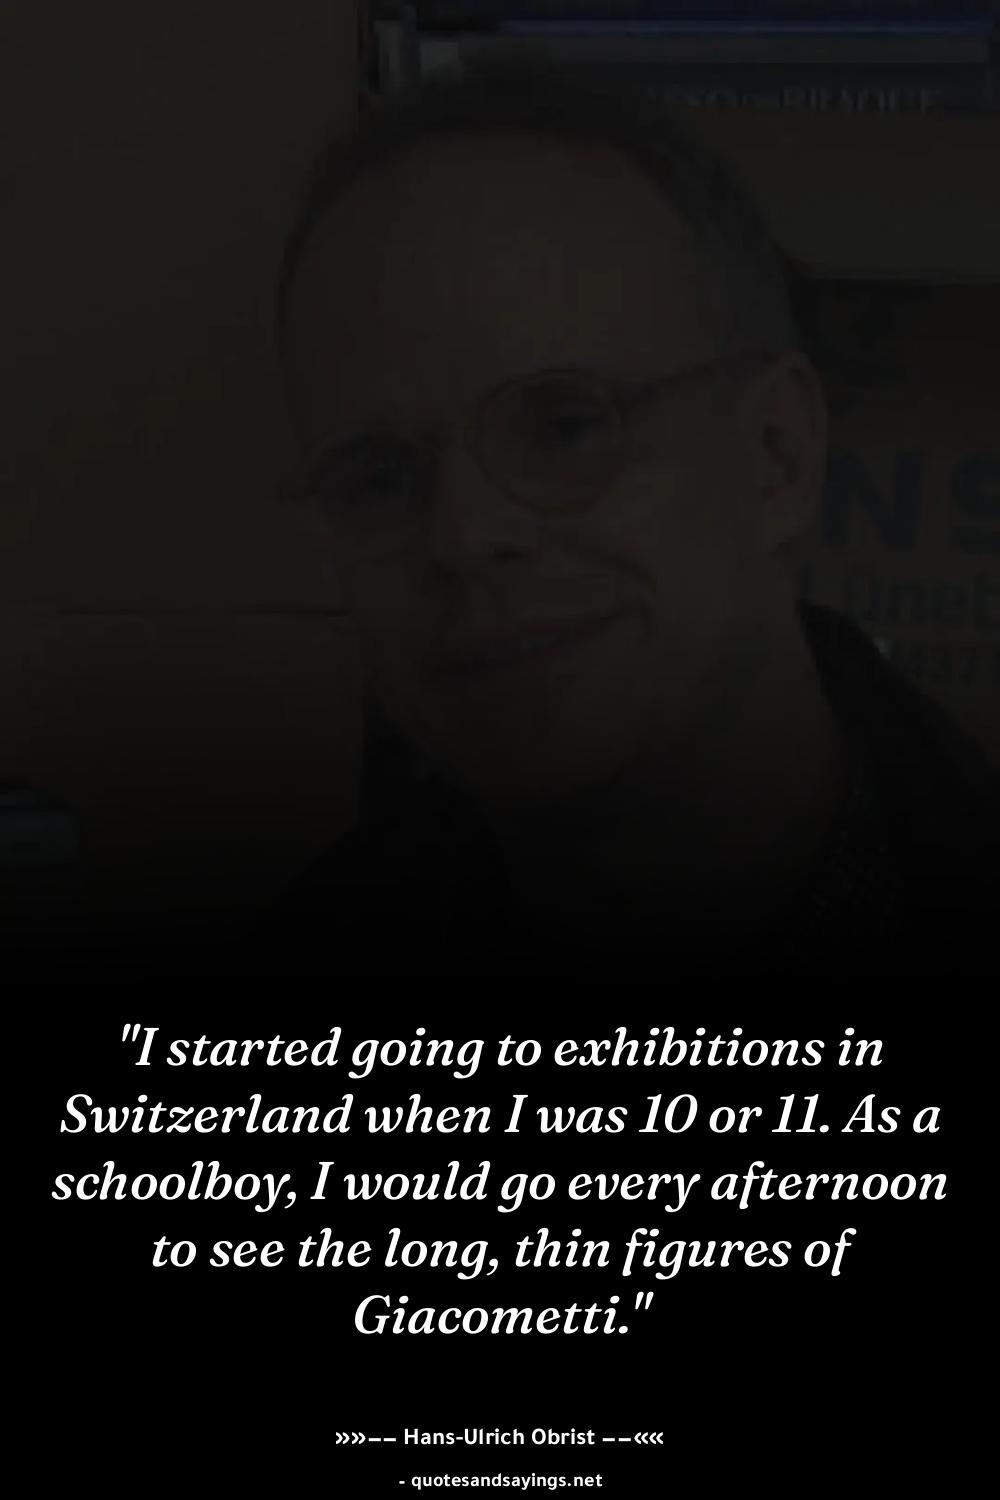 "I started going to exhibitions in
Switzerland when I was 10 or 11. As a
schoolboy, I would go every afternoon
to see the long, thin figures of
Giacometti."
»»—— Hans-Ulrich Obrist ——««
- quotesandsayings.net